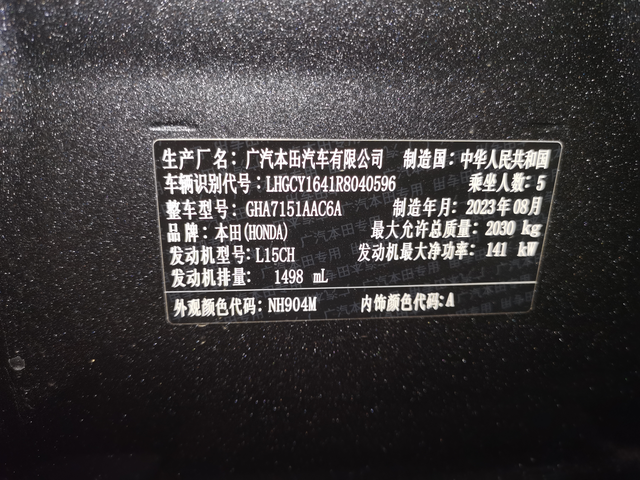 生产厂名：广汽本田汽车有限公司 制造国：中华人民共和国
车辆识别代号：LHGCY1641R8040596 乘坐人数：5
整车型号：GHA7151AAC6A 制造年月：2023年08月
品牌：本田(HONDA) 最大允许总质量：2030 kg
发动机型号：L15CH 发动机最大净功率：141 kW
发动机排量：1498 mL
外观颜色代码：NH904M 内饰颜色代码：A